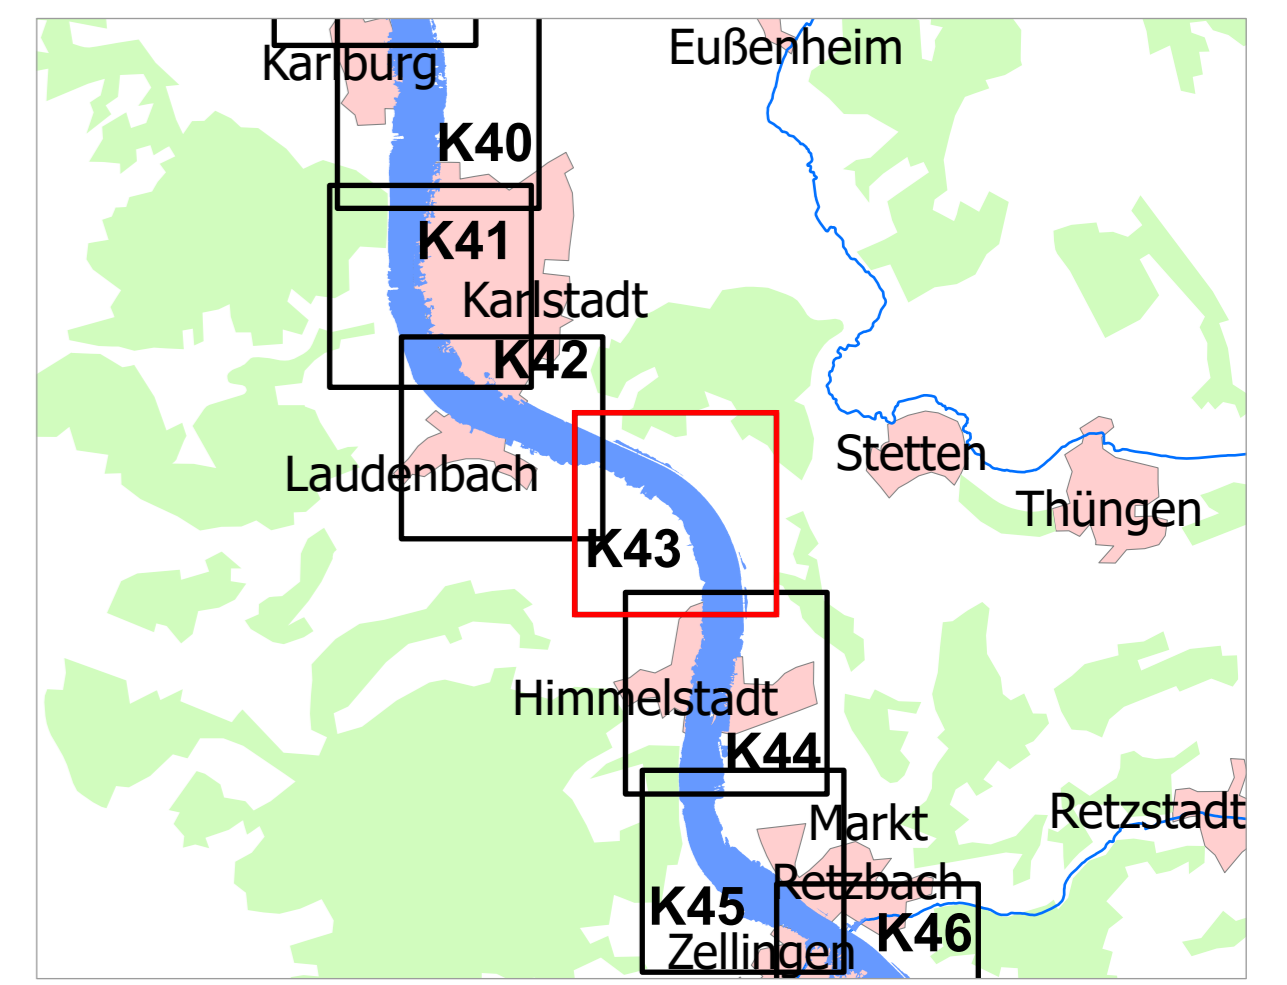 Eußenheim
Karlburg
K40
K41
Karlstadt
K42
Stetten
Laudenbach
Thüngen
K43
Himmelstadt
K44
Retzstadt
Markt
Retzbach
K45
K46
Zellingen